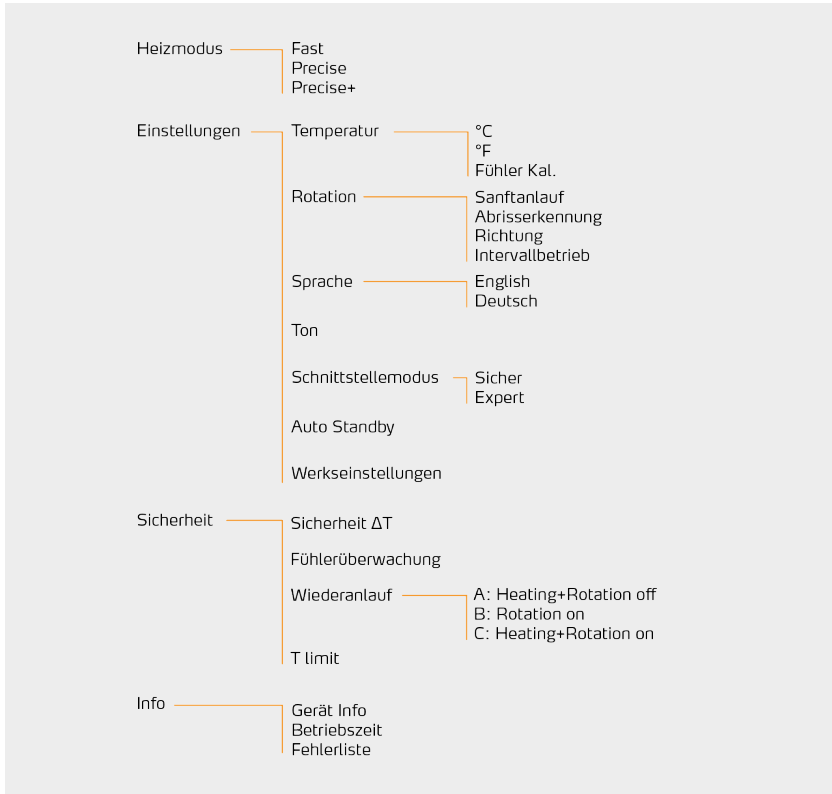 Heizmodus Fast
Precise
Precise+
Einstellungen Temperatur °C
°F
Fühler Kal.
Rotation Sanftanlauf
Abrisserkennung
Richtung
Intervallbetrieb
Sprache English
Deutsch
Ton
Schnittstellemodus Sicher
Expert
Auto Standby
Werkseinstellungen
Sicherheit Sicherheit ΔT
Fühlerüberwachung
Wiederanlauf A: Heating+Rotation off
B: Rotation on
C: Heating+Rotation on
T limit
Info Gerät Info
Betriebszeit
Fehlerliste